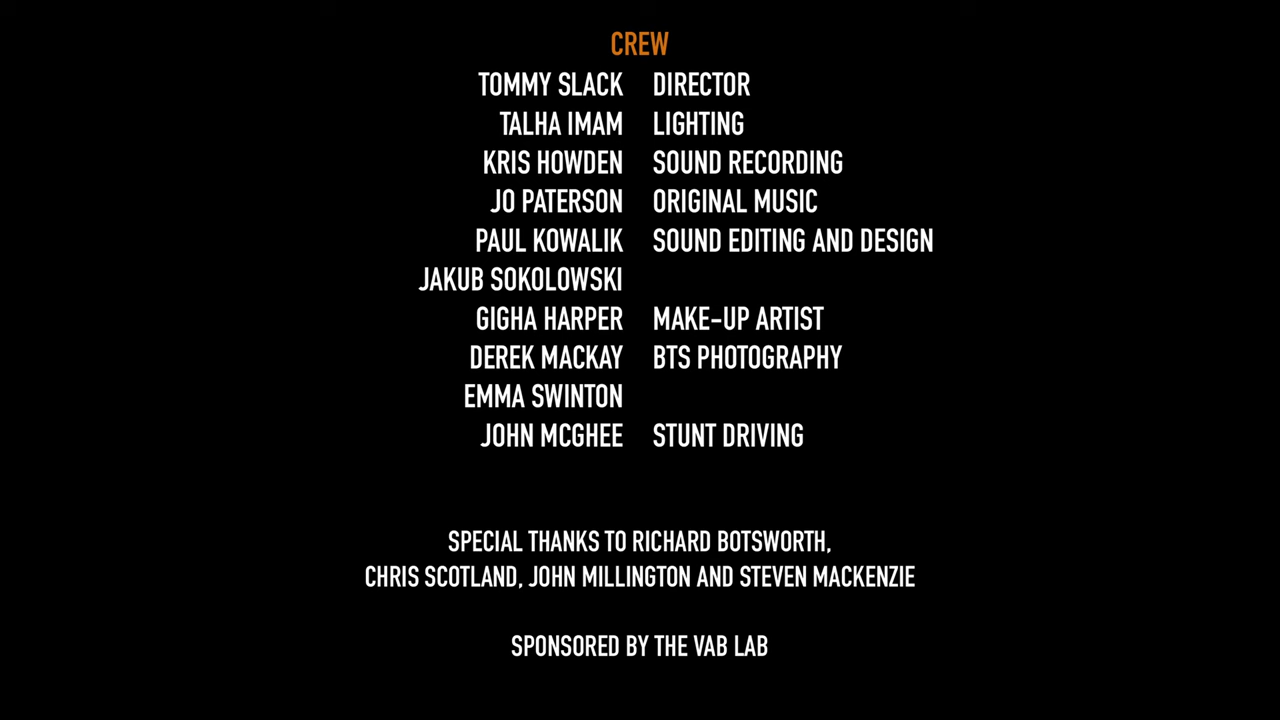 CREW
TOMMY SLACK DIRECTOR
TALHA IMAM LIGHTING
KRIS HOWDEN SOUND RECORDING
JO PATERSON ORIGINAL MUSIC
PAUL KOWALIK SOUND EDITING AND DESIGN
JAKUB SOKOLOWSKI
GIGHA HARPER MAKE-UP ARTIST
DEREK MACKAY BTS PHOTOGRAPHY
EMMA SWINTON
JOHN MCGHEE STUNT DRIVING
SPECIAL THANKS TO RICHARD BOTSWORTH,
CHRIS SCOTLAND, JOHN MILLINGTON AND STEVEN MACKENZIE
SPONSORED BY THE VAB LAB